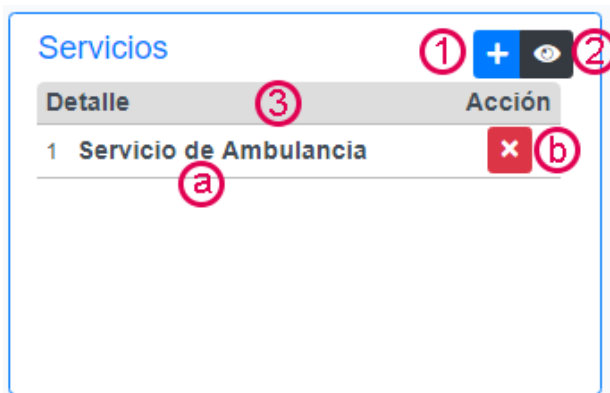 Servicios 1 + 2
Detalle 3 Acción
1 Servicio de Ambulancia × b
a